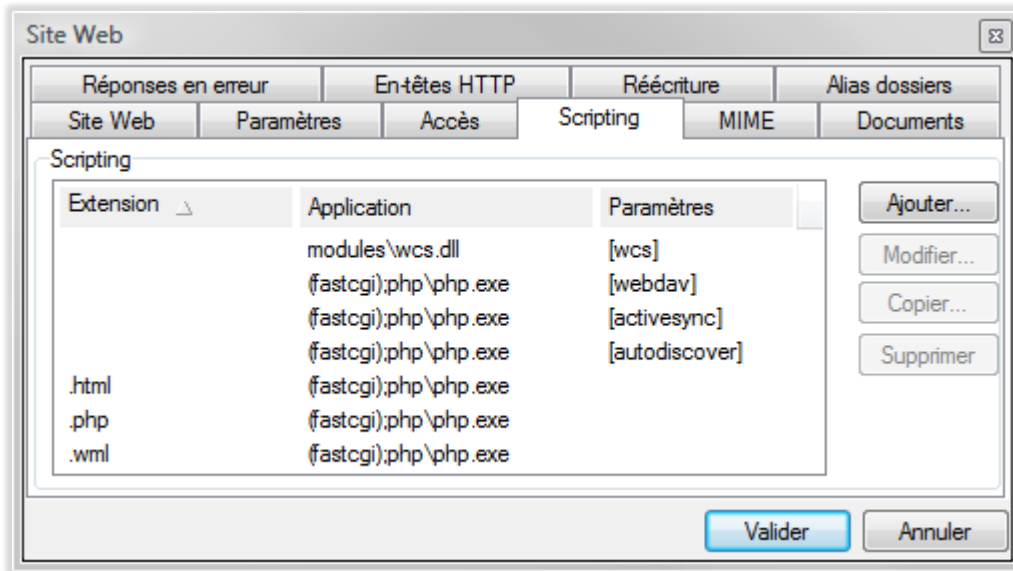 Site Web
Réponses en erreur En-têtes HTTP Réécriture Alias dossiers
Site Web Paramètres Accès Scripting MIME Documents
Scripting
Extension Application Paramètres Ajouter...
modules\wcs.dll [wcs] Modifier...
(fastcgi);php\php.exe [webdav]
(fastcgi);php\php.exe [activesync] Copier...
(fastcgi);php\php.exe [autodiscover] Supprimer
.html (fastcgi);php\php.exe
.php (fastcgi);php\php.exe
.wml (fastcgi);php\php.exe
Valider Annuler